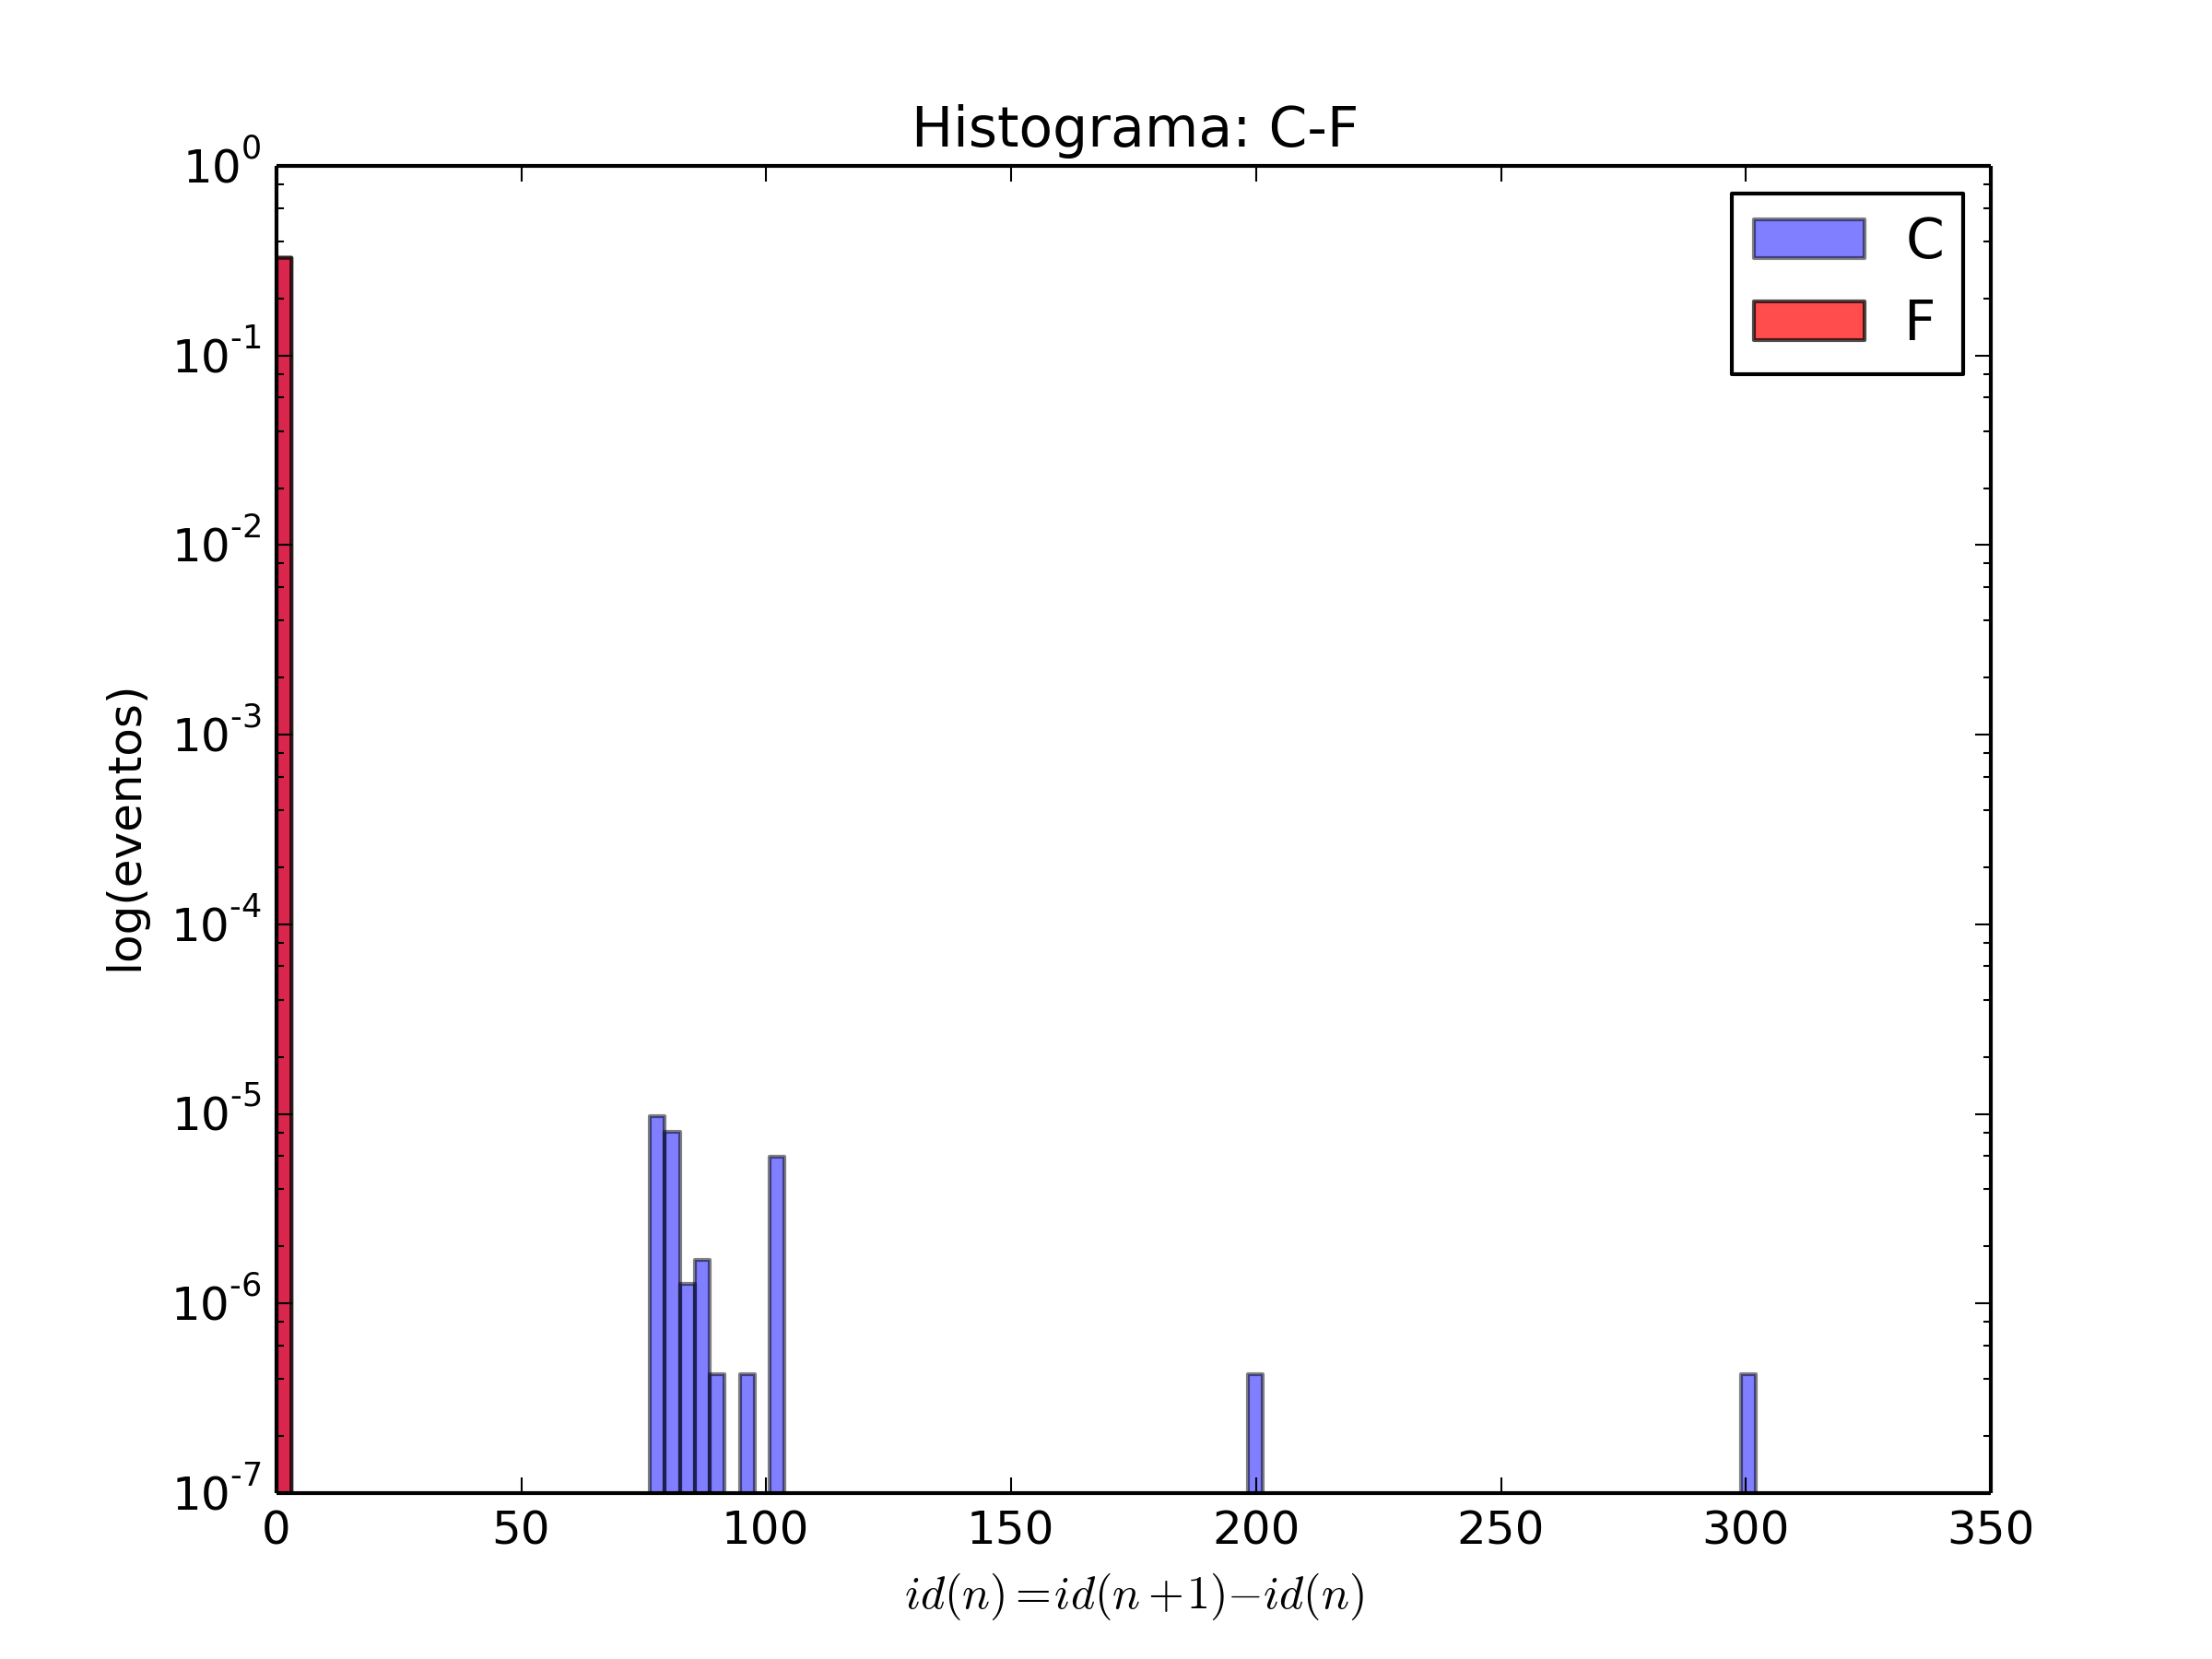 Histograma: C-F
C
F
log(eventos)
10^0
10^-1
10^-2
10^-3
10^-4
10^-5
10^-6
10^-7
0 50 100 150 200 250 300 350
id(n)=id(n+1)−id(n)